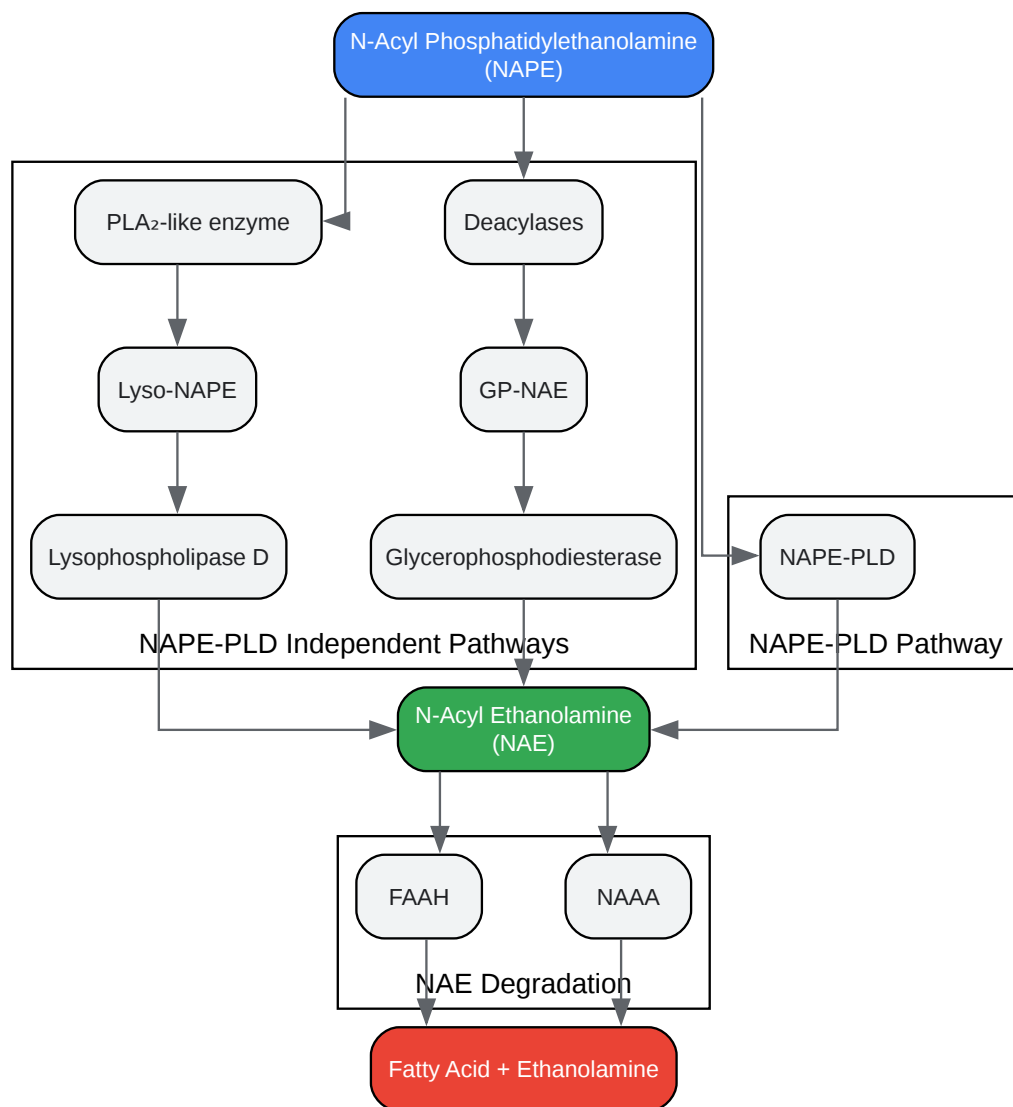 N-Acyl Phosphatidylethanolamine
(NAPE)
PLA₂-like enzyme
Deacylases
Lyso-NAPE
GP-NAE
Lysophospholipase D
Glycerophosphodiesterase
NAPE-PLD
NAPE-PLD Independent Pathways
NAPE-PLD Pathway
N-Acyl Ethanolamine
(NAE)
FAAH
NAAA
NAE Degradation
Fatty Acid + Ethanolamine